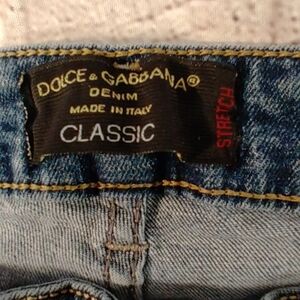 DOLCE & GABBANA®
DENIM
MADE IN ITALY
CLASSIC
STRETCH